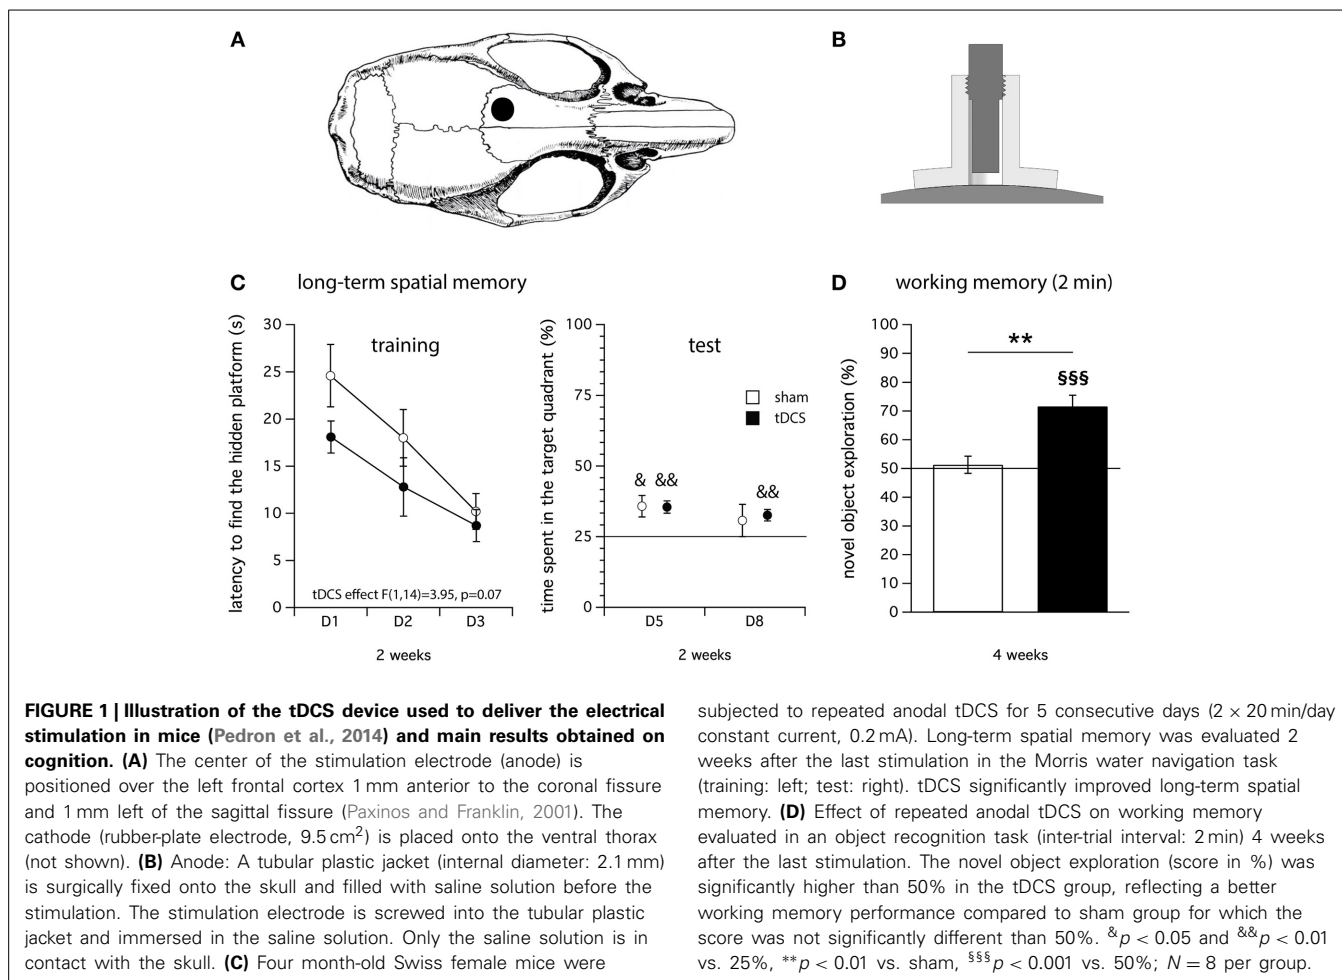 A
B
C
long-term spatial memory
D
working memory (2 min)
latency to find the hidden platform (s)
30
25
20
15
10
5
0
training
tDCS effect F(1,14)=3.95, p=0.07
D1
D2
D3
2 weeks
time spent in the target quadrant (%)
100
75
50
25
0
test
sham
tDCS
&
&&
&&
D5
D8
2 weeks
novel object exploration (%)
100
90
80
70
60
50
40
30
20
10
0
**
§§§
4 weeks
FIGURE 1 | Illustration of the tDCS device used to deliver the electrical
stimulation in mice (Pedron et al., 2014) and main results obtained on
cognition. (A) The center of the stimulation electrode (anode) is
positioned over the left frontal cortex 1 mm anterior to the coronal fissure
and 1 mm left of the sagittal fissure (Paxinos and Franklin, 2001). The
cathode (rubber-plate electrode, 9.5 cm²) is placed onto the ventral thorax
(not shown). (B) Anode: A tubular plastic jacket (internal diameter: 2.1 mm)
is surgically fixed onto the skull and filled with saline solution before the
stimulation. The stimulation electrode is screwed into the tubular plastic
jacket and immersed in the saline solution. Only the saline solution is in
contact with the skull. (C) Four month-old Swiss female mice were
subjected to repeated anodal tDCS for 5 consecutive days (2 × 20 min/day
constant current, 0.2 mA). Long-term spatial memory was evaluated 2
weeks after the last stimulation in the Morris water navigation task
(training: left; test: right). tDCS significantly improved long-term spatial
memory. (D) Effect of repeated anodal tDCS on working memory
evaluated in an object recognition task (inter-trial interval: 2 min) 4 weeks
after the last stimulation. The novel object exploration (score in %) was
significantly higher than 50% in the tDCS group, reflecting a better
working memory performance compared to sham group for which the
score was not significantly different than 50%. &p < 0.05 and &&p < 0.01
vs. 25%, **p < 0.01 vs. sham, §§§p < 0.001 vs. 50%; N = 8 per group.